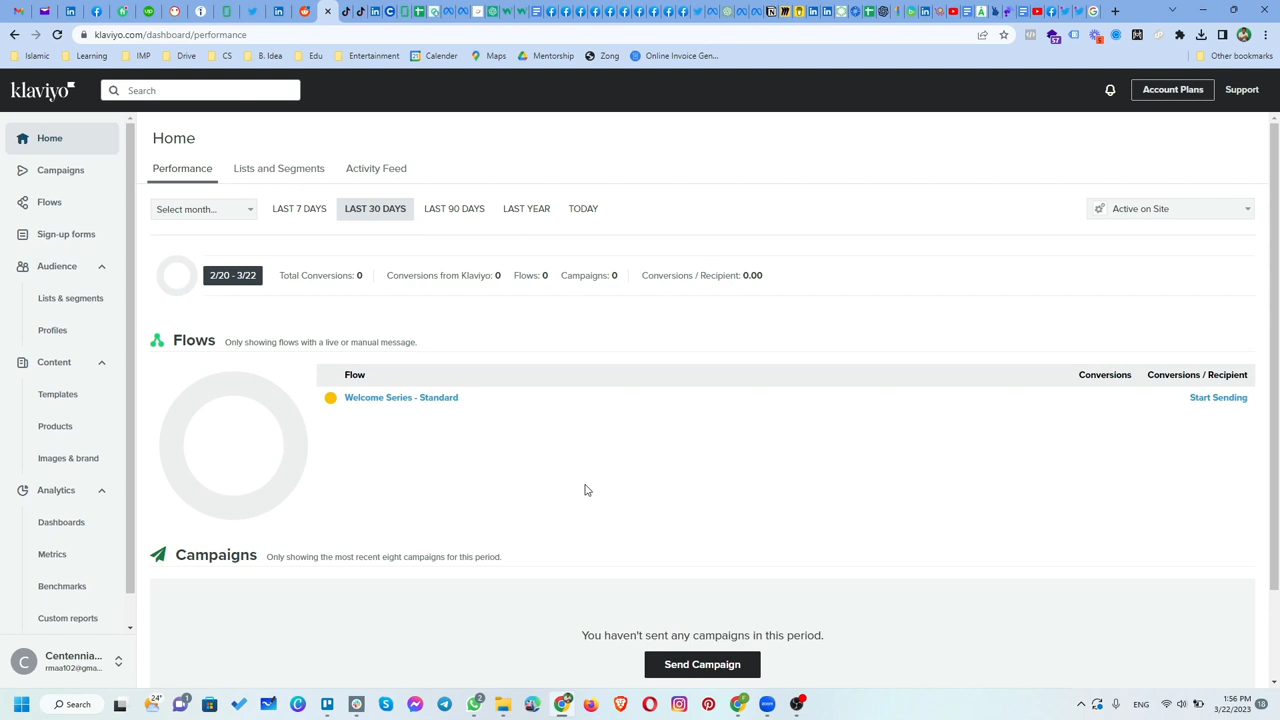 klaviyo.com/dashboard/performance
Islamic
Learning
IMP
Drive
CS
B. Idea
Edu
Entertainment
Calender
Maps
Mentorship
Zong
Online Invoice Gen...
Other bookmarks
klaviyo
Search
Account Plans
Support
Home
Campaigns
Flows
Sign-up forms
Audience
Lists & segments
Profiles
Content
Templates
Products
Images & brand
Analytics
Dashboards
Metrics
Benchmarks
Custom reports
C
Centennia...
rmaa102@gma...
Home
Performance
Lists and Segments
Activity Feed
Select month...
LAST 7 DAYS
LAST 30 DAYS
LAST 90 DAYS
LAST YEAR
TODAY
Active on Site
2/20 - 3/22
Total Conversions: 0
Conversions from Klaviyo: 0
Flows: 0
Campaigns: 0
Conversions / Recipient: 0.00
Flows
Only showing flows with a live or manual message.
Flow
Conversions
Conversions / Recipient
Welcome Series - Standard
Start Sending
Campaigns
Only showing the most recent eight campaigns for this period.
You haven't sent any campaigns in this period.
Send Campaign
Search
24°
1
2
ENG
1:56 PM
3/22/2023
18